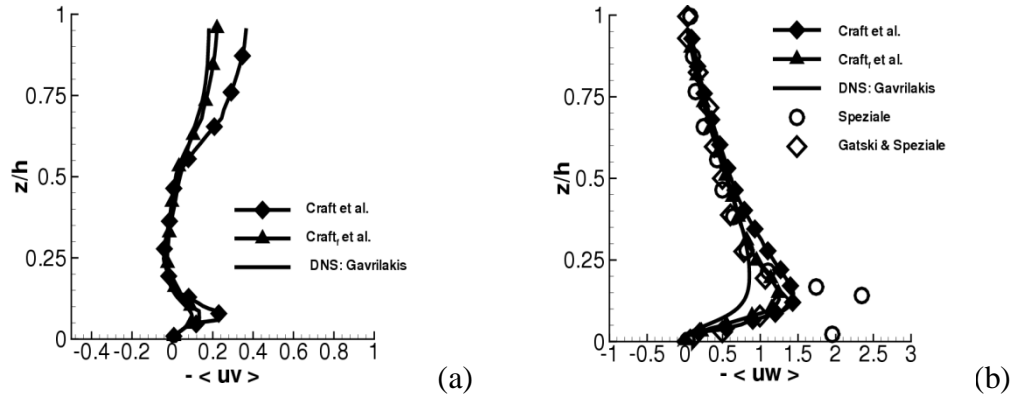 1
0.75
0.5
0.25
0
z/h
-0.4 -0.2 0 0.2 0.4 0.6 0.8 1
- < uv >
Craft et al.
Craft, et al.
DNS: Gavrilakis
(a)
1
0.75
0.5
0.25
0
z/h
-1 -0.5 0 0.5 1 1.5 2 2.5 3
- < uw >
Craft et al.
Craft, et al.
DNS: Gavrilakis
Speziale
Gatski & Speziale
(b)